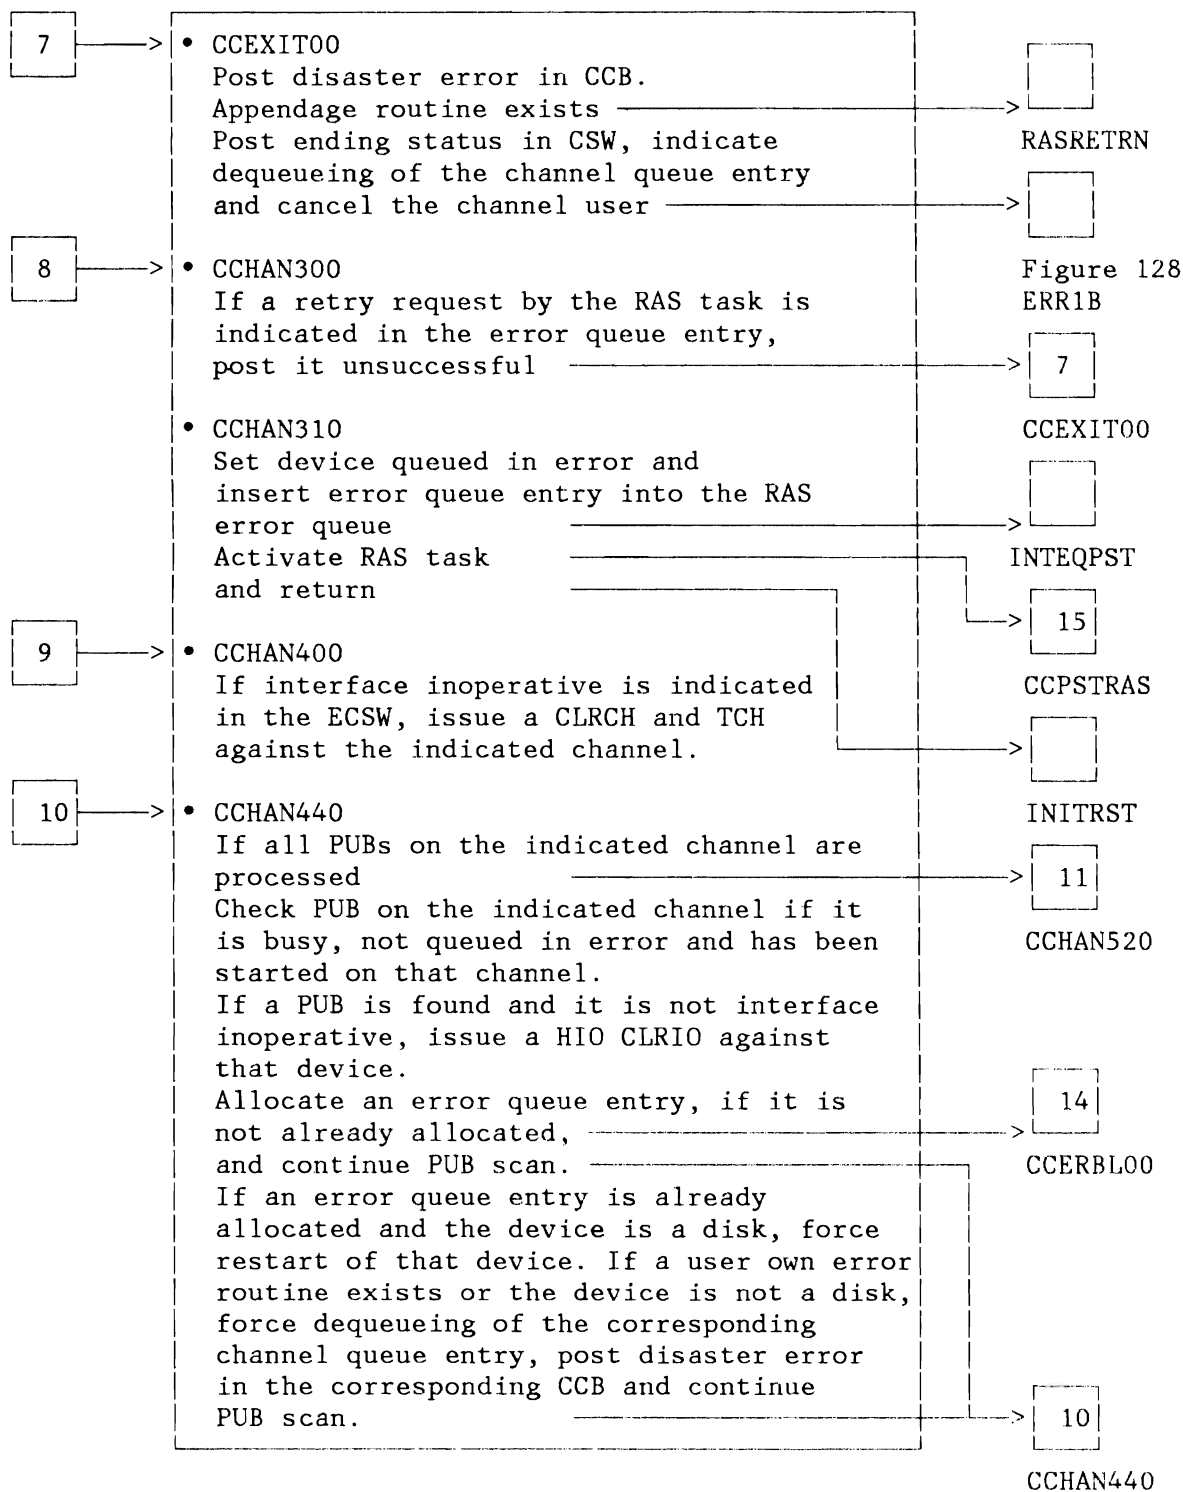 7
• CCEXIT00
Post disaster error in CCB.
Appendage routine exists
RASRETRN
Post ending status in CSW, indicate
dequeueing of the channel queue entry
and cancel the channel user
Figure 128
ERR1B
8
• CCHAN300
If a retry request by the RAS task is
indicated in the error queue entry,
post it unsuccessful
7
CCEXIT00
• CCHAN310
Set device queued in error and
insert error queue entry into the RAS
error queue
INTEQPST
Activate RAS task
15
CCPSTRAS
and return
INITRST
9
• CCHAN400
If interface inoperative is indicated
in the ECSW, issue a CLRCH and TCH
against the indicated channel.
10
• CCHAN440
If all PUBs on the indicated channel are
processed
11
CCHAN520
Check PUB on the indicated channel if it
is busy, not queued in error and has been
started on that channel.
If a PUB is found and it is not interface
inoperative, issue a HIO CLRIO against
that device.
Allocate an error queue entry, if it is
not already allocated,
14
CCERBL00
and continue PUB scan.
If an error queue entry is already
allocated and the device is a disk, force
restart of that device. If a user own error
routine exists or the device is not a disk,
force dequeueing of the corresponding
channel queue entry, post disaster error
in the corresponding CCB and continue
PUB scan.
10
CCHAN440